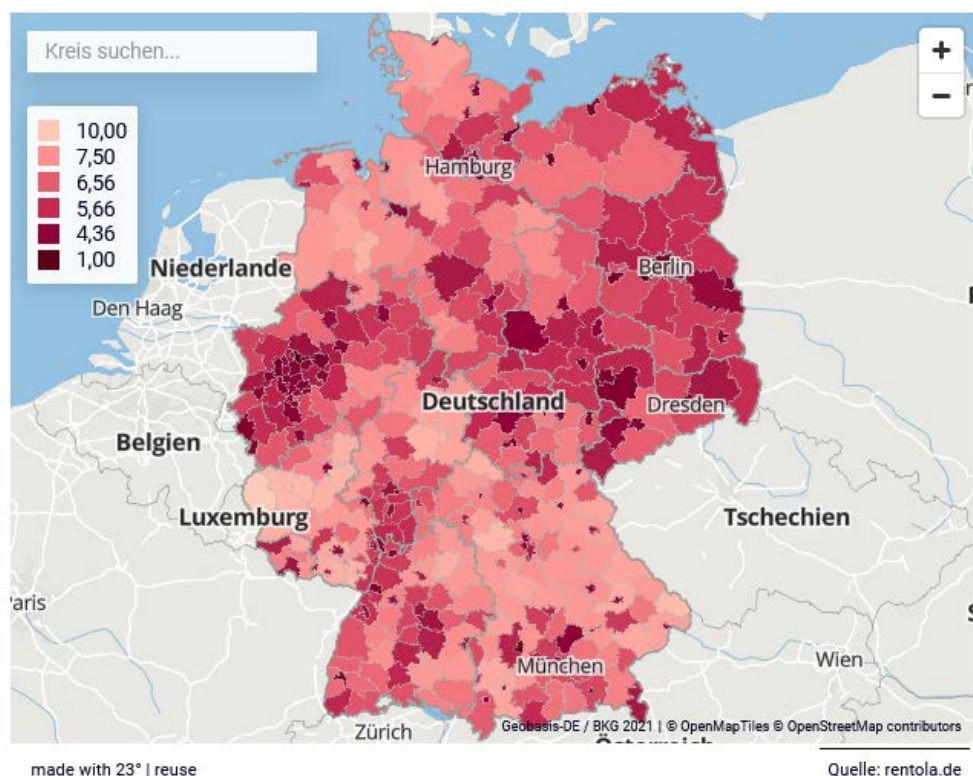 Kreis suchen...
+
−
10,00
7,50
6,56
5,66
4,36
1,00
Hamburg
Niederlande
Berlin
Den Haag
Deutschland
Dresden
Belgien
Luxemburg
Tschechien
Wien
München
Zürich
Geobasis-DE / BKG 2021 | © OpenMapTiles © OpenStreetMap contributors
made with 23° | reuse
Quelle: rentola.de